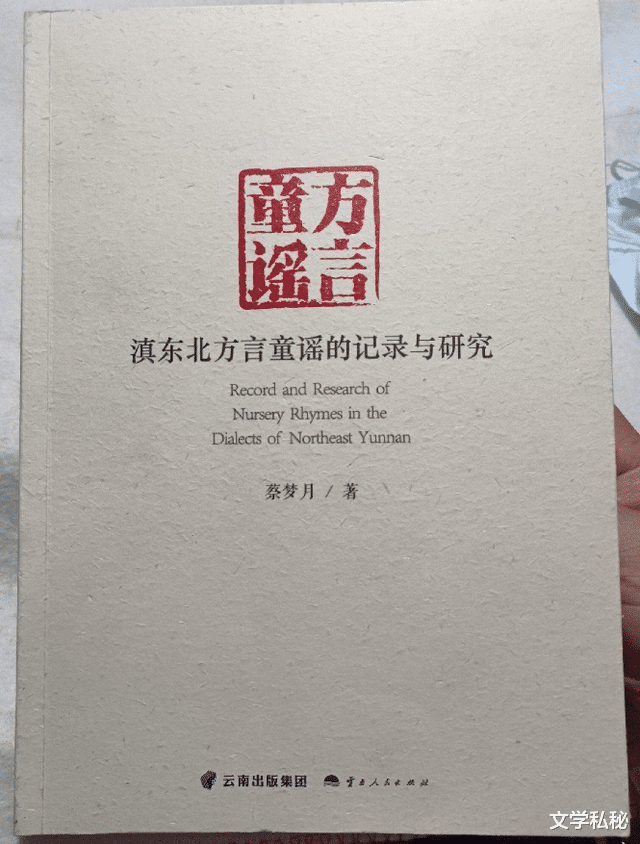 方言
童谣
滇东北方言童谣的记录与研究
Record and Research of
Nursery Rhymes in the
Dialects of Northeast Yunnan
蔡梦月 / 著
云南出版集团 云南人民出版社
文学私秘